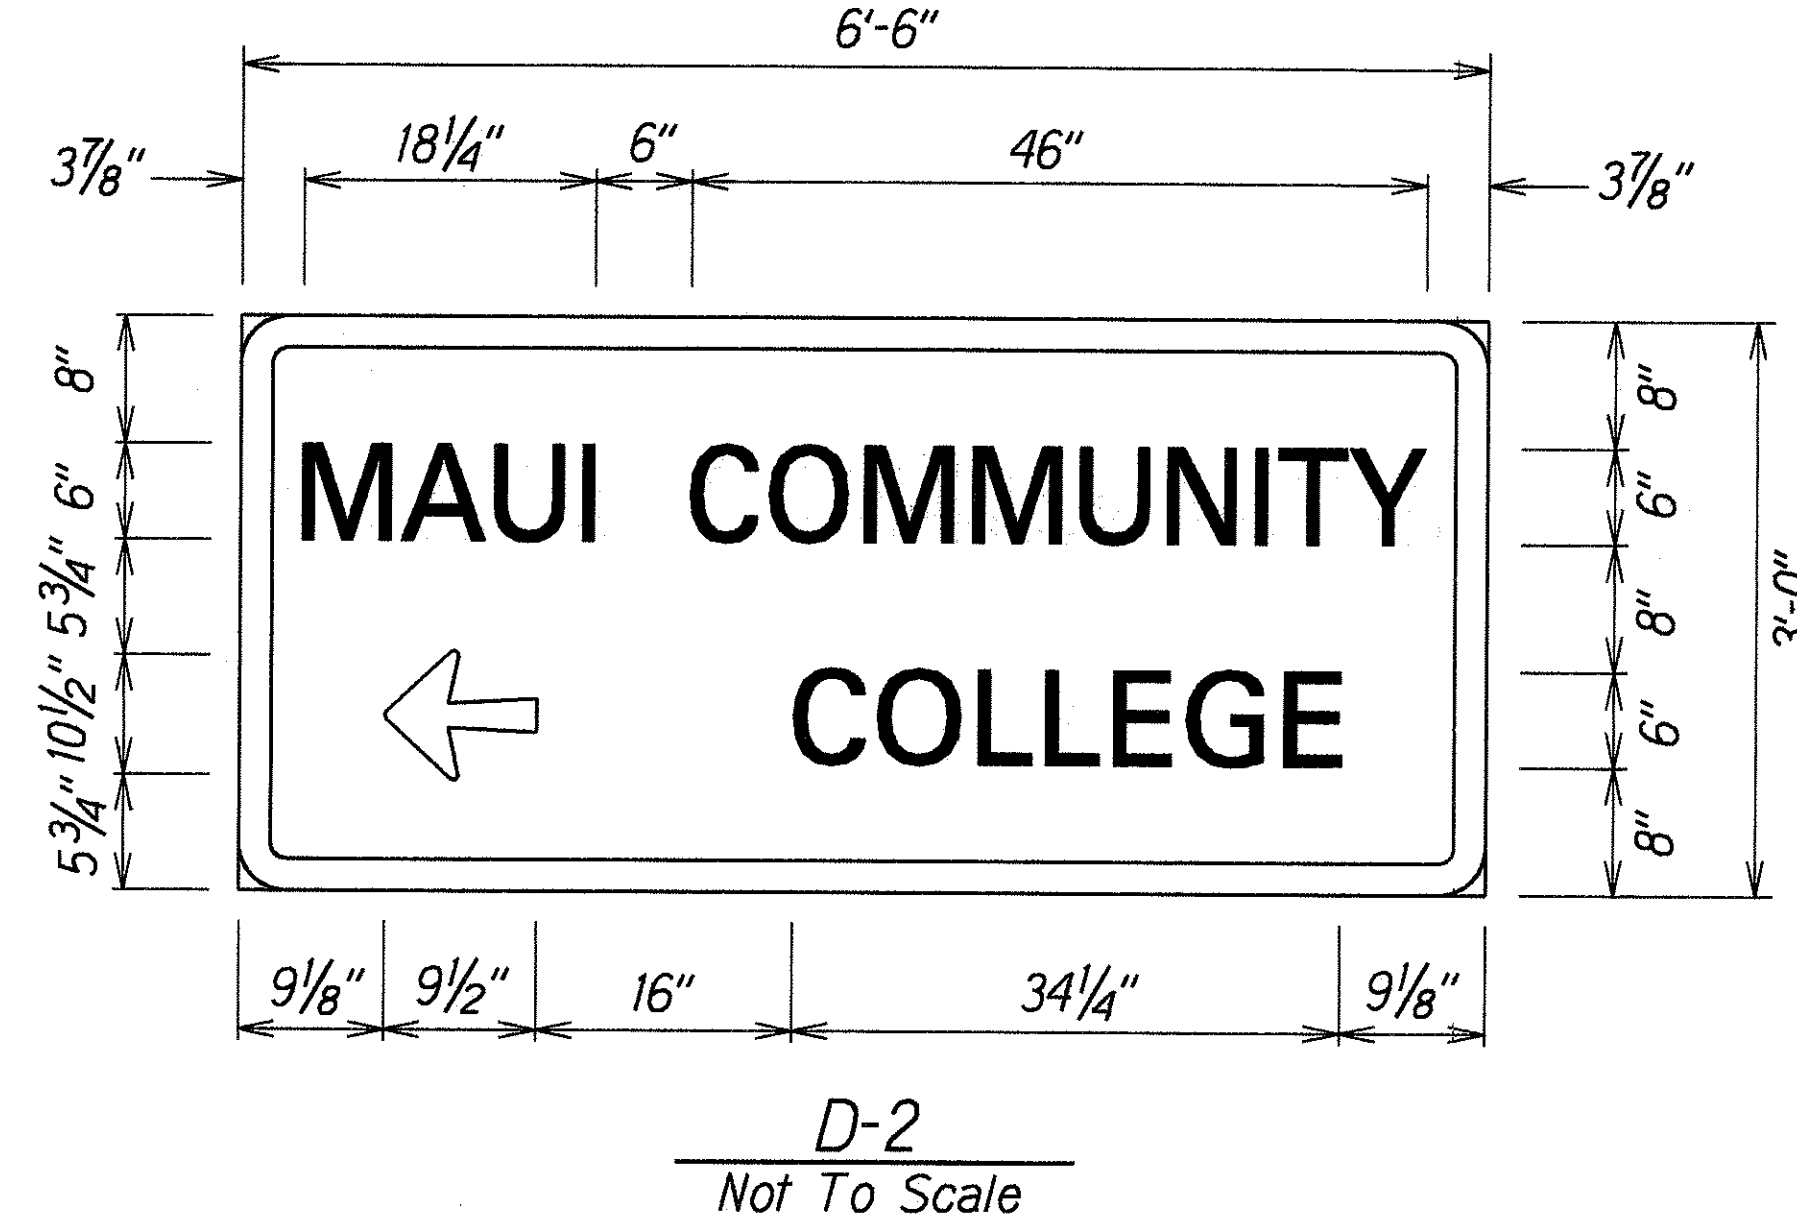 6'-6"
3⅞" 18¼" 6" 46" 3⅞"
8"
6"
5¾"
10½"
5¾"
MAUI COMMUNITY
COLLEGE
8"
6"
8"
6"
8"
3'-0"
9⅛" 9½" 16" 34¼" 9⅛"
D-2
Not To Scale